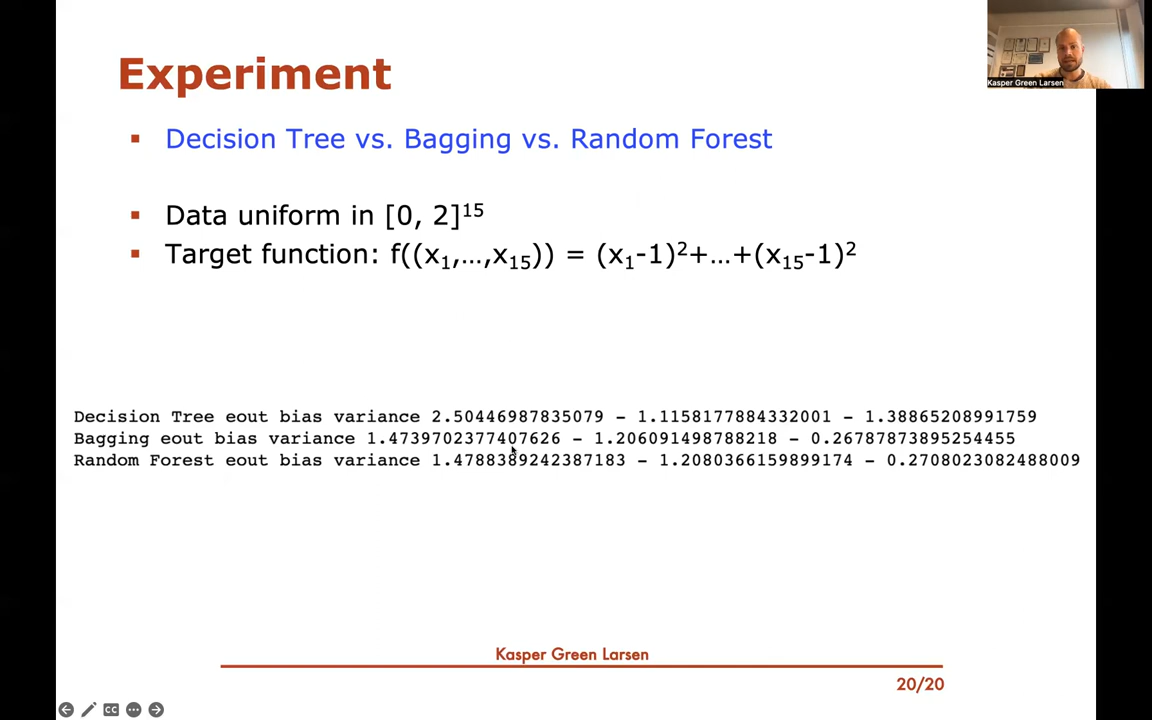 Experiment
Kasper Green Larsen
▪ Decision Tree vs. Bagging vs. Random Forest
▪ Data uniform in [0, 2]¹⁵
▪ Target function: f((x₁,…,x₁₅)) = (x₁-1)²+…+(x₁₅-1)²
Decision Tree eout bias variance 2.50446987835079 - 1.1158177884332001 - 1.38865208991759
Bagging eout bias variance 1.4739702377407626 - 1.206091498788218 - 0.26787873895254455
Random Forest eout bias variance 1.4788389242387183 - 1.2080366159899174 - 0.2708023082488009
Kasper Green Larsen
20/20
CC